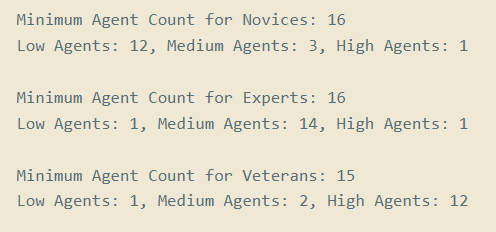 Minimum Agent Count for Novices: 16
Low Agents: 12, Medium Agents: 3, High Agents: 1
Minimum Agent Count for Experts: 16
Low Agents: 1, Medium Agents: 14, High Agents: 1
Minimum Agent Count for Veterans: 15
Low Agents: 1, Medium Agents: 2, High Agents: 12